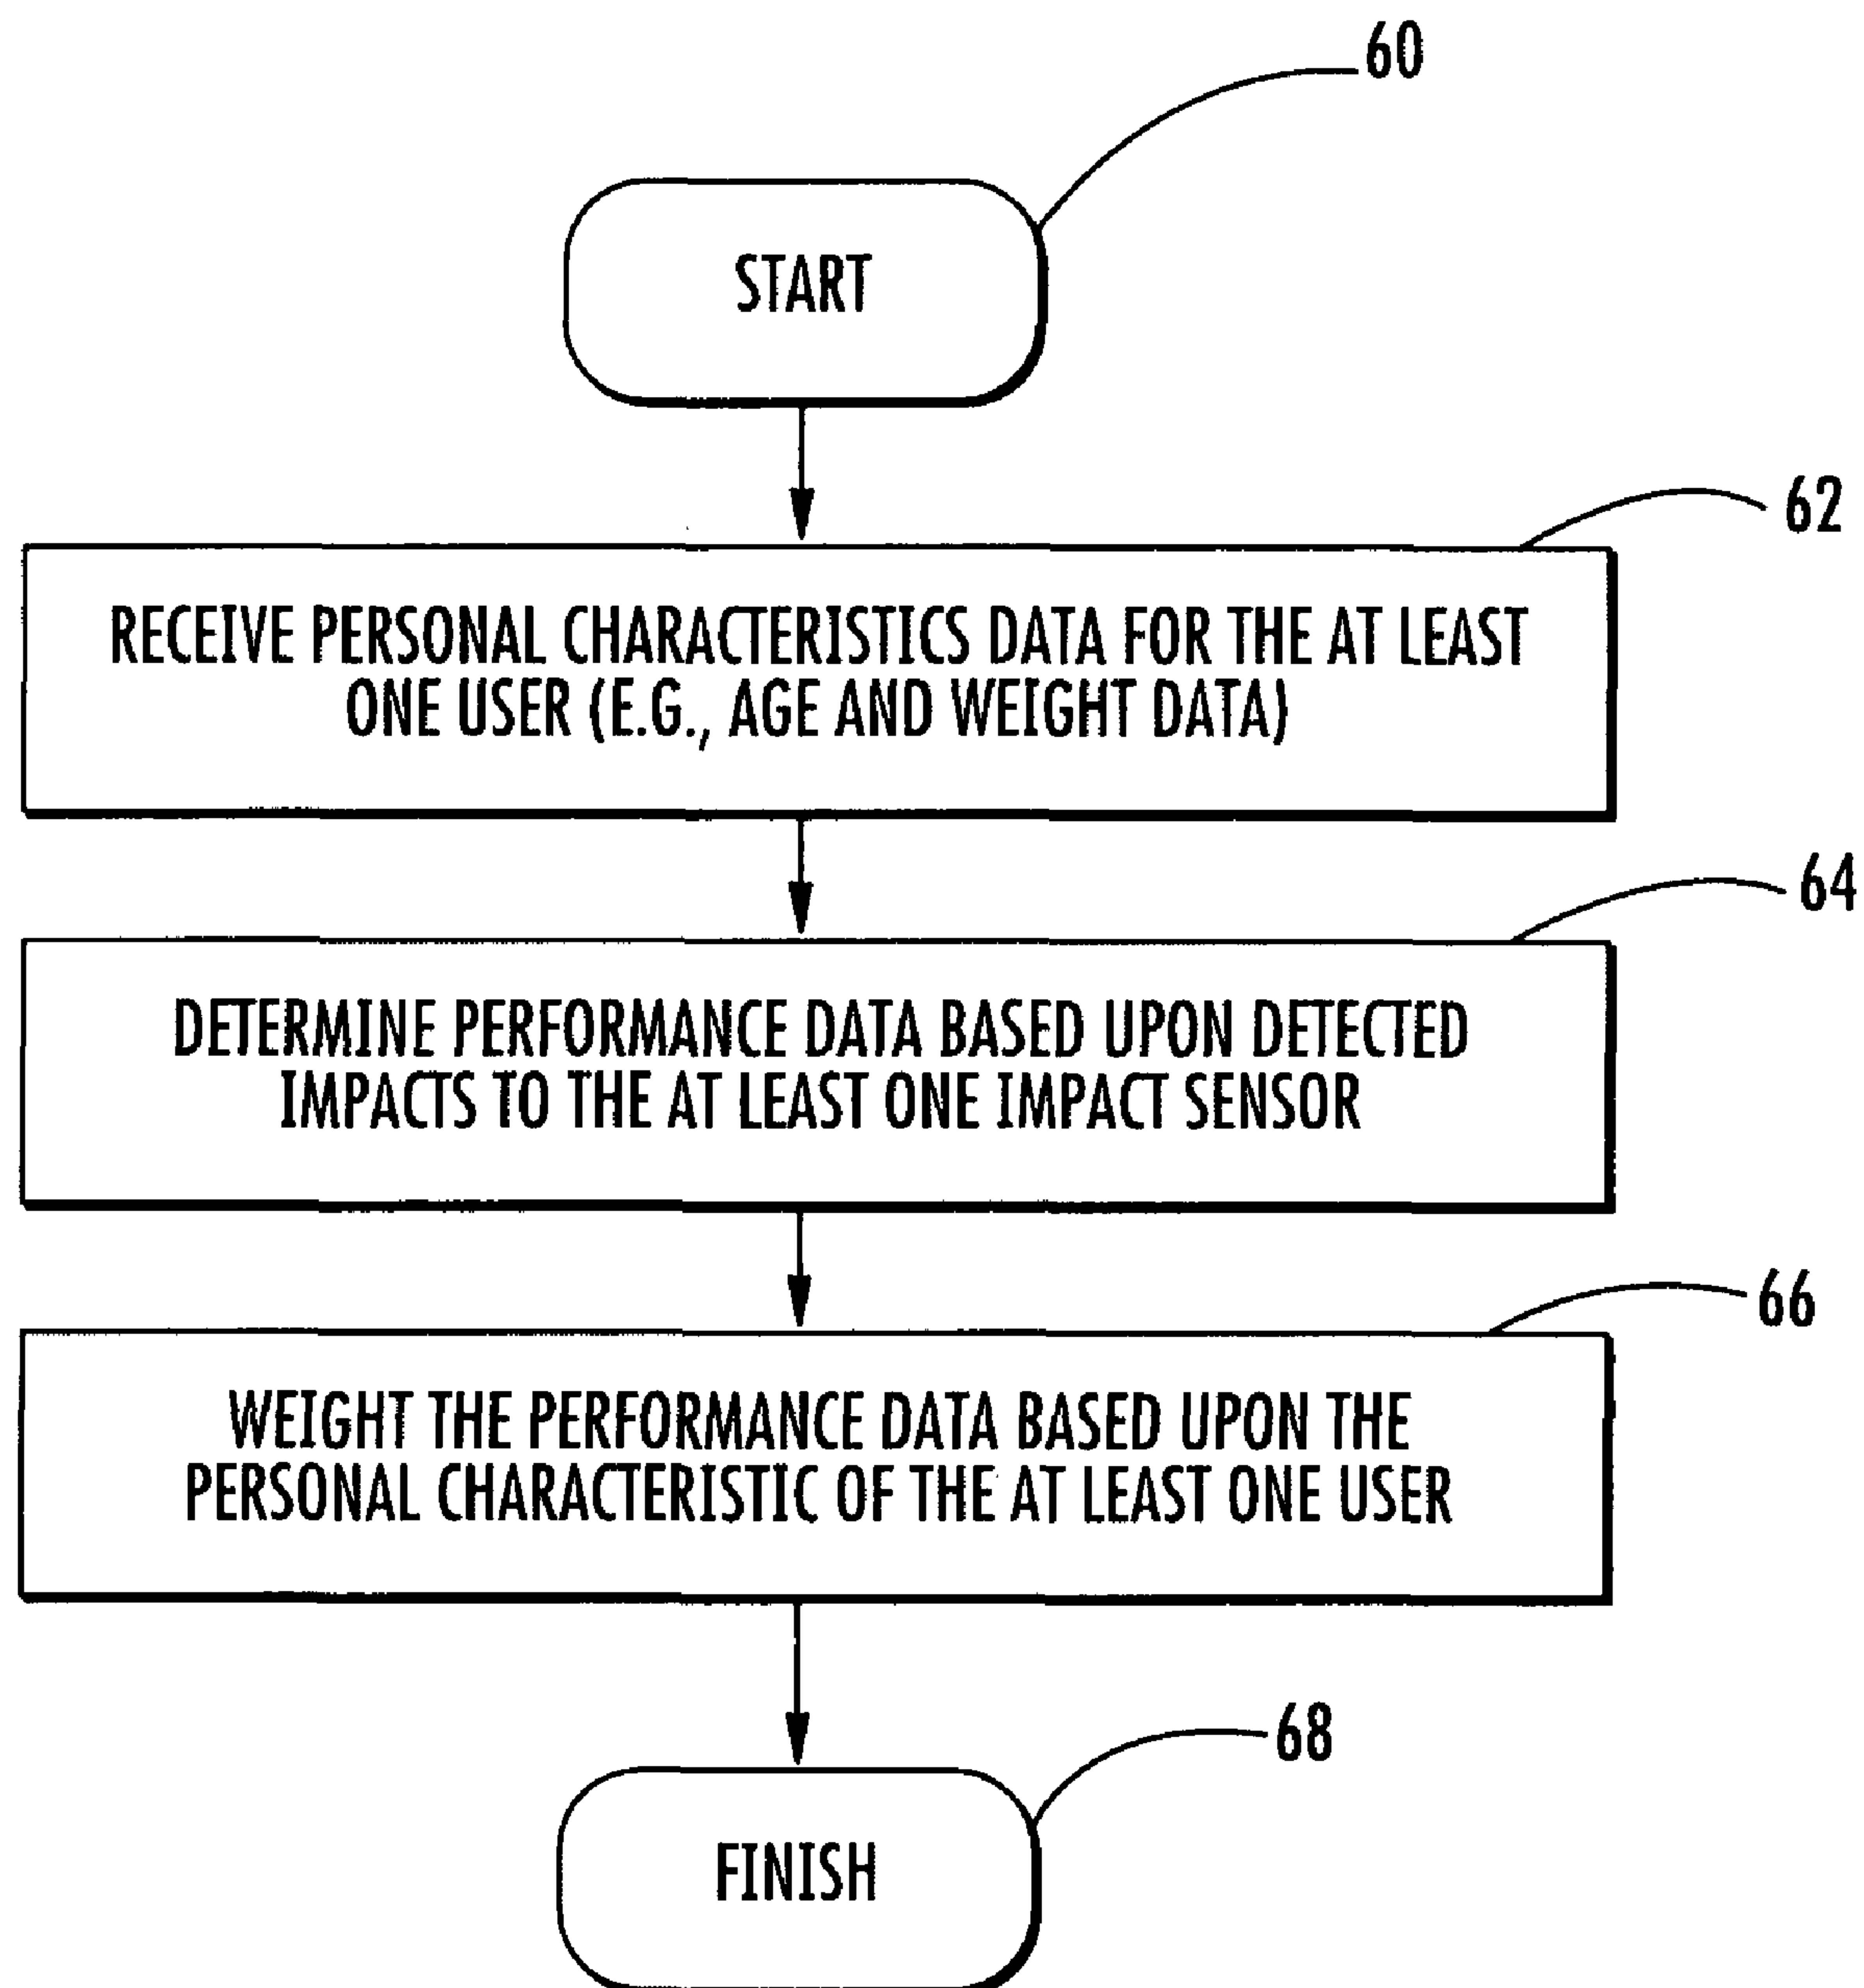 60
START
62
RECEIVE PERSONAL CHARACTERISTICS DATA FOR THE AT LEAST
ONE USER (E.G., AGE AND WEIGHT DATA)
64
DETERMINE PERFORMANCE DATA BASED UPON DETECTED
IMPACTS TO THE AT LEAST ONE IMPACT SENSOR
66
WEIGHT THE PERFORMANCE DATA BASED UPON THE
PERSONAL CHARACTERISTIC OF THE AT LEAST ONE USER
68
FINISH